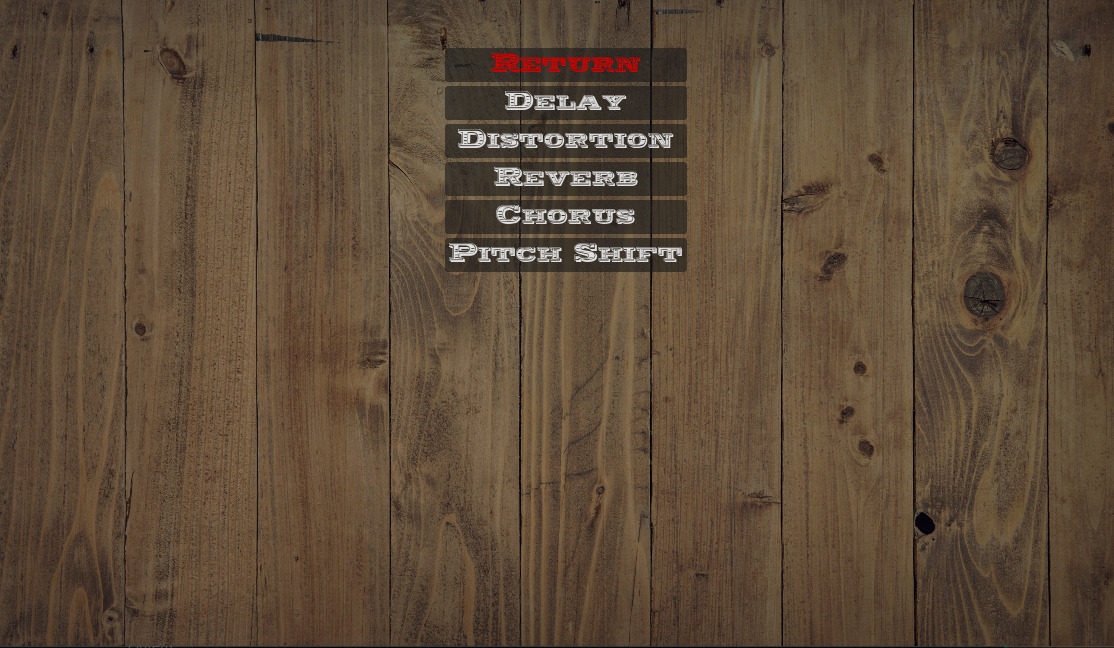 Return
Delay
Distortion
Reverb
Chorus
Pitch Shift